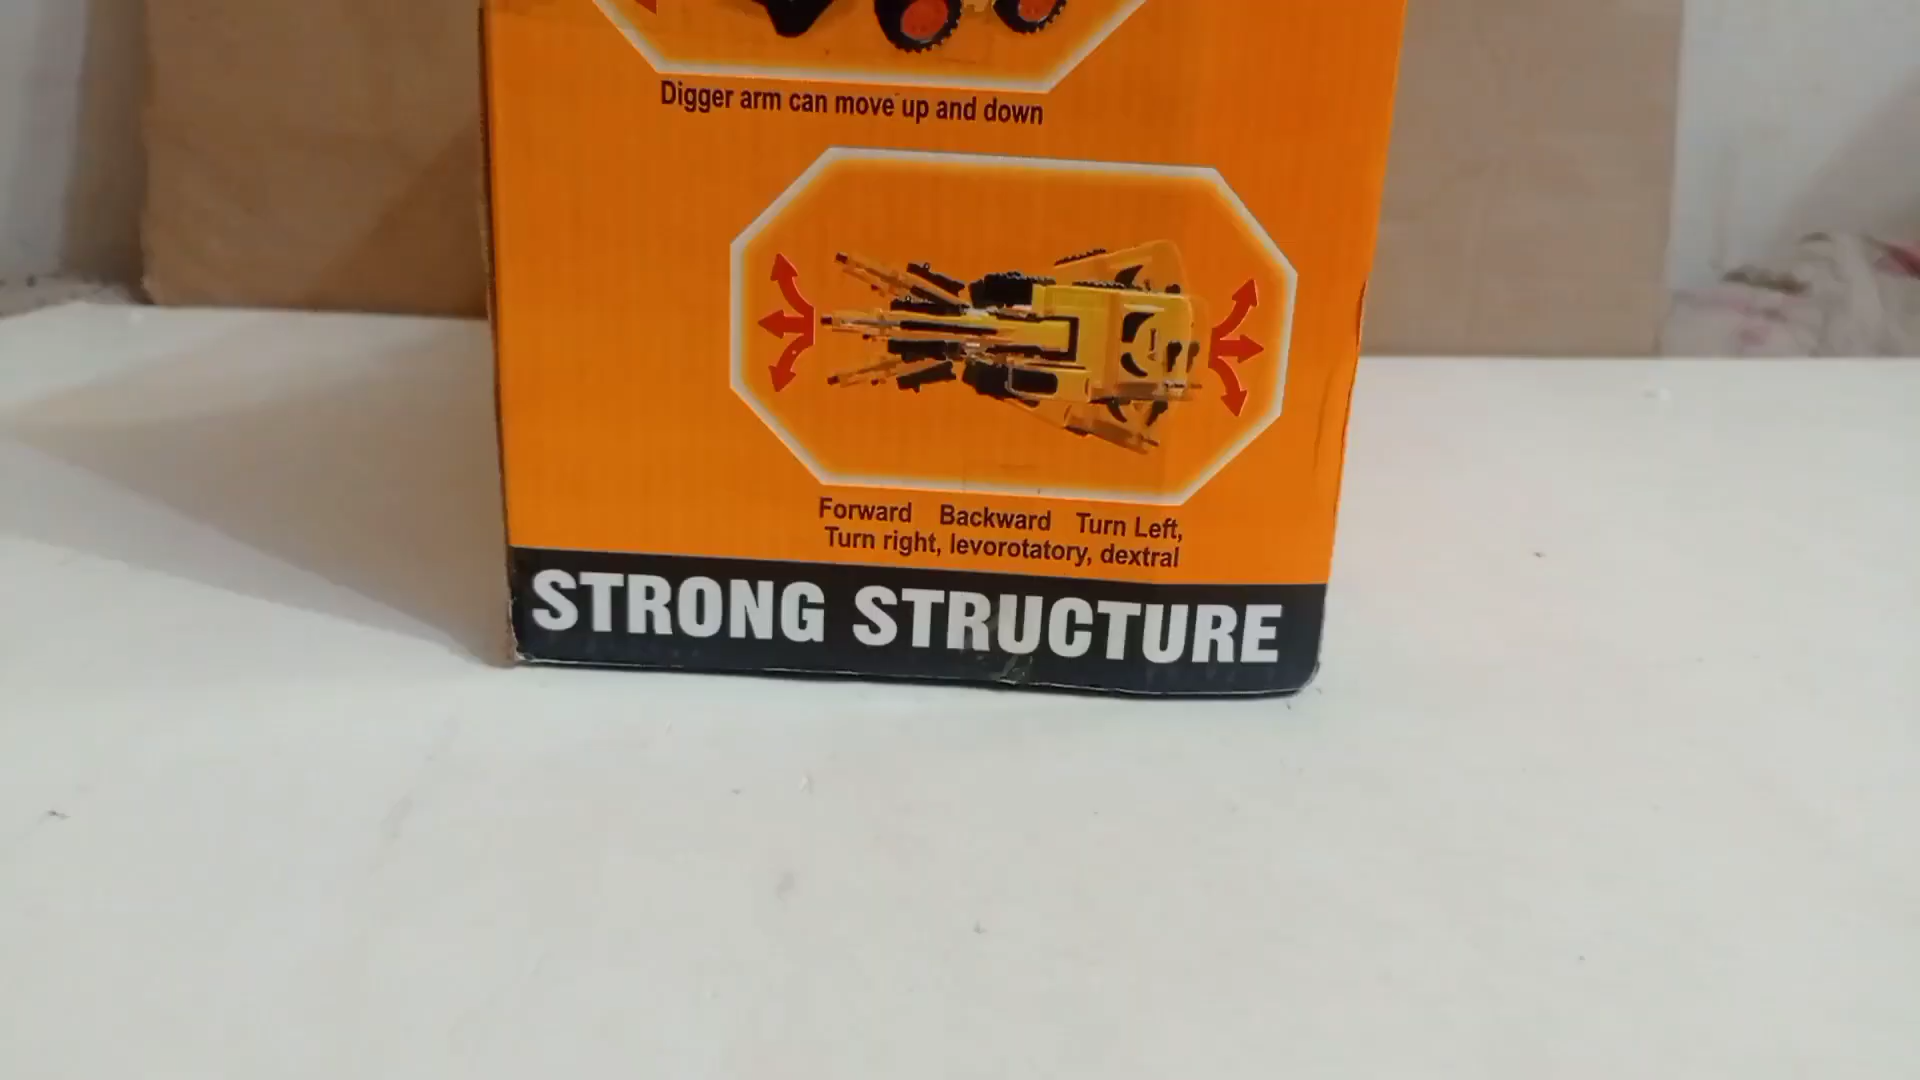 Digger arm can move up and down
Forward Backward Turn Left,
Turn right, levorotatory, dextral
STRONG STRUCTURE